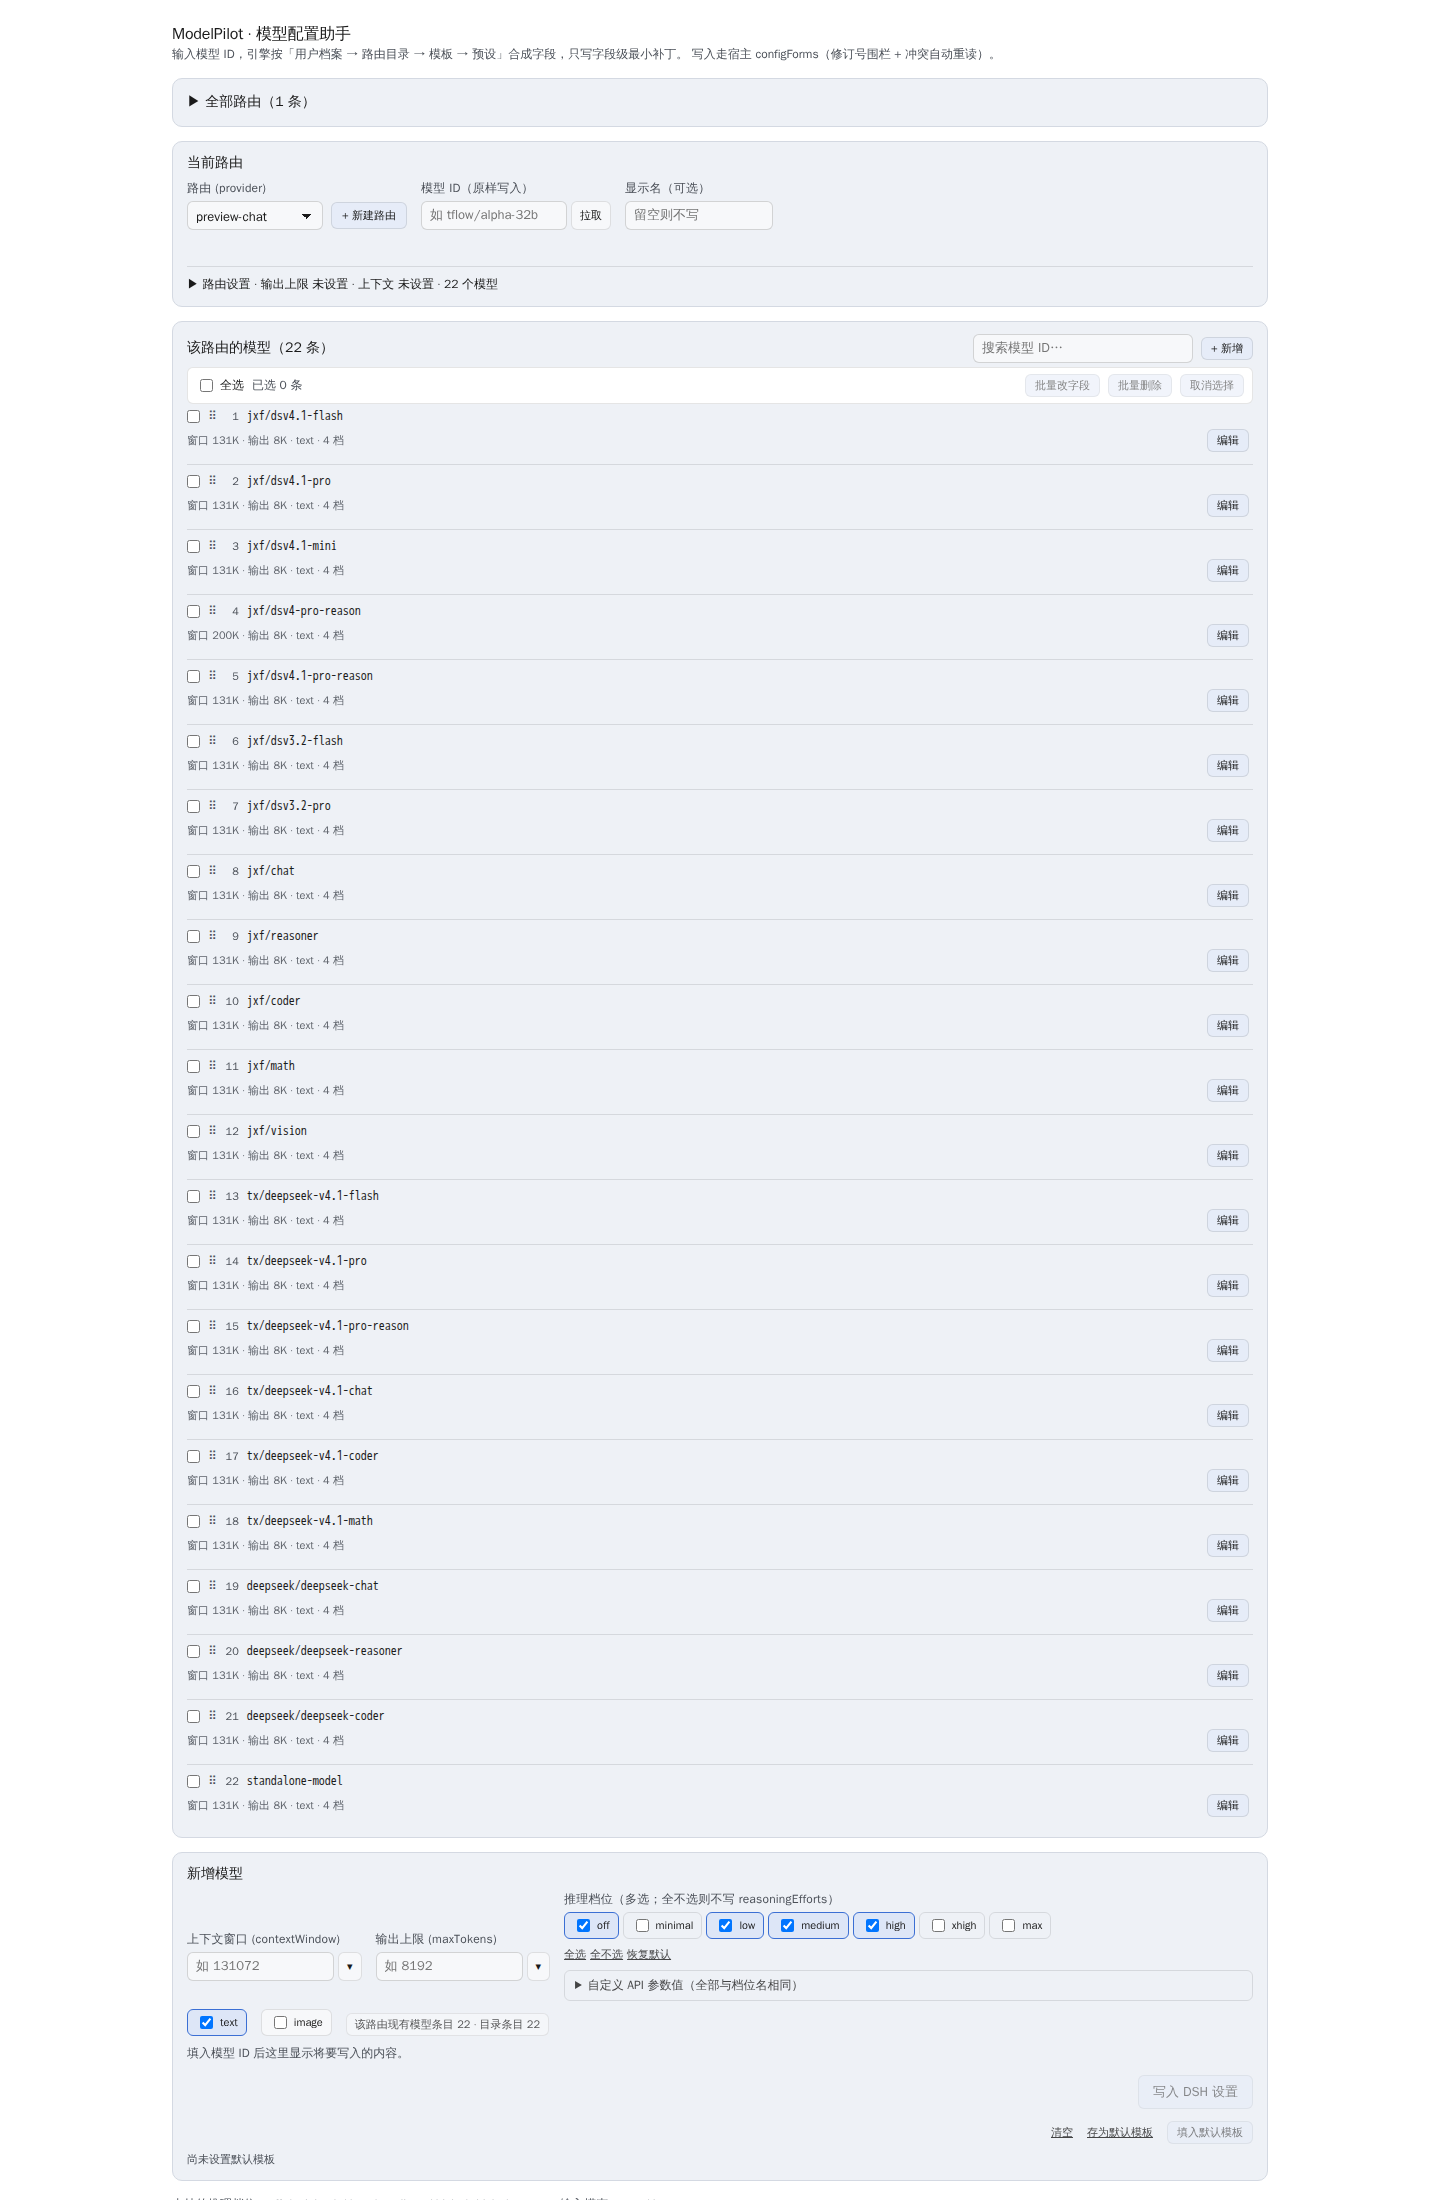 ModelPilot · 模型配置助手
输入模型 ID，引擎按「用户档案 → 路由目录 → 模板 → 预设」合成字段，只写字段级最小补丁。 写入走宿主 configForms（修订号围栏 + 冲突自动重读）。
▶ 全部路由（1 条）
当前路由
路由 (provider) 模型 ID（原样写入） 显示名（可选）
preview-chat + 新建路由 如 tflow/alpha-32b 拉取 留空则不写
▶ 路由设置 · 输出上限 未设置 · 上下文 未设置 · 22 个模型
该路由的模型（22 条） 搜索模型 ID… + 新增
全选 已选 0 条 批量改字段 批量删除 取消选择
1 jxf/dsv4.1-flash
窗口 131K · 输出 8K · text · 4 档 编辑
2 jxf/dsv4.1-pro
窗口 131K · 输出 8K · text · 4 档 编辑
3 jxf/dsv4.1-mini
窗口 131K · 输出 8K · text · 4 档 编辑
4 jxf/dsv4-pro-reason
窗口 200K · 输出 8K · text · 4 档 编辑
5 jxf/dsv4.1-pro-reason
窗口 131K · 输出 8K · text · 4 档 编辑
6 jxf/dsv3.2-flash
窗口 131K · 输出 8K · text · 4 档 编辑
7 jxf/dsv3.2-pro
窗口 131K · 输出 8K · text · 4 档 编辑
8 jxf/chat
窗口 131K · 输出 8K · text · 4 档 编辑
9 jxf/reasoner
窗口 131K · 输出 8K · text · 4 档 编辑
10 jxf/coder
窗口 131K · 输出 8K · text · 4 档 编辑
11 jxf/math
窗口 131K · 输出 8K · text · 4 档 编辑
12 jxf/vision
窗口 131K · 输出 8K · text · 4 档 编辑
13 tx/deepseek-v4.1-flash
窗口 131K · 输出 8K · text · 4 档 编辑
14 tx/deepseek-v4.1-pro
窗口 131K · 输出 8K · text · 4 档 编辑
15 tx/deepseek-v4.1-pro-reason
窗口 131K · 输出 8K · text · 4 档 编辑
16 tx/deepseek-v4.1-chat
窗口 131K · 输出 8K · text · 4 档 编辑
17 tx/deepseek-v4.1-coder
窗口 131K · 输出 8K · text · 4 档 编辑
18 tx/deepseek-v4.1-math
窗口 131K · 输出 8K · text · 4 档 编辑
19 deepseek/deepseek-chat
窗口 131K · 输出 8K · text · 4 档 编辑
20 deepseek/deepseek-reasoner
窗口 131K · 输出 8K · text · 4 档 编辑
21 deepseek/deepseek-coder
窗口 131K · 输出 8K · text · 4 档 编辑
22 standalone-model
窗口 131K · 输出 8K · text · 4 档 编辑
新增模型
推理档位（多选；全不选则不写 reasoningEfforts）
off minimal low medium high xhigh max
上下文窗口 (contextWindow) 输出上限 (maxTokens)
全选 全不选 恢复默认
如 131072 ▾ 如 8192 ▾
▶ 自定义 API 参数值（全部与档位名相同）
text image 该路由现有模型条目 22 · 目录条目 22
填入模型 ID 后这里显示将要写入的内容。
写入 DSH 设置
清空 存为默认模板 填入默认模板
尚未设置默认模板